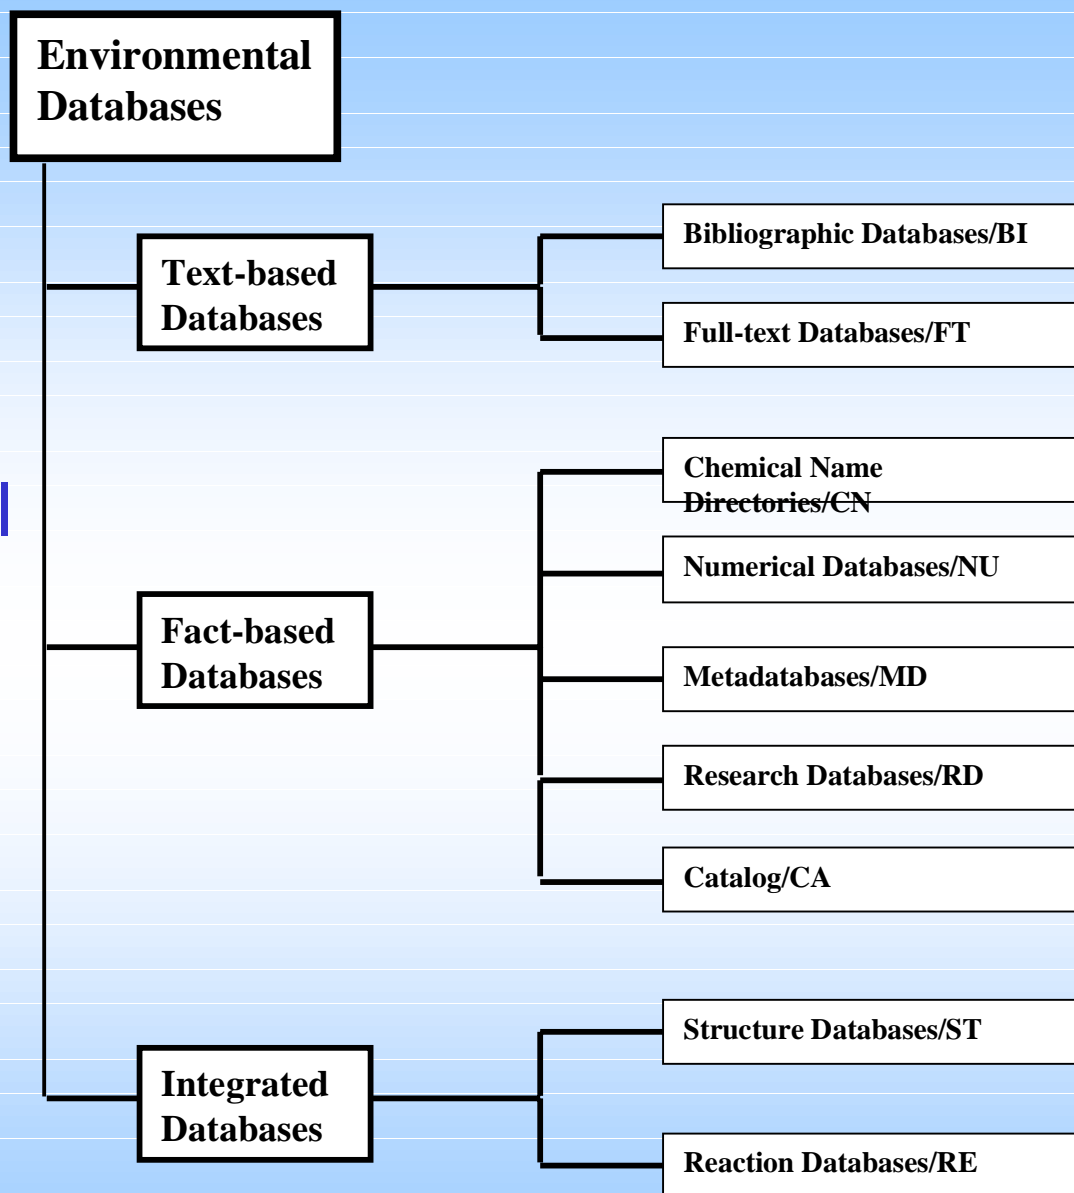 Environmental
Databases
Text-based
Databases
Bibliographic Databases/BI
Full-text Databases/FT
Fact-based
Databases
Chemical Name
Directories/CN
Numerical Databases/NU
Metadatabases/MD
Research Databases/RD
Catalog/CA
Integrated
Databases
Structure Databases/ST
Reaction Databases/RE